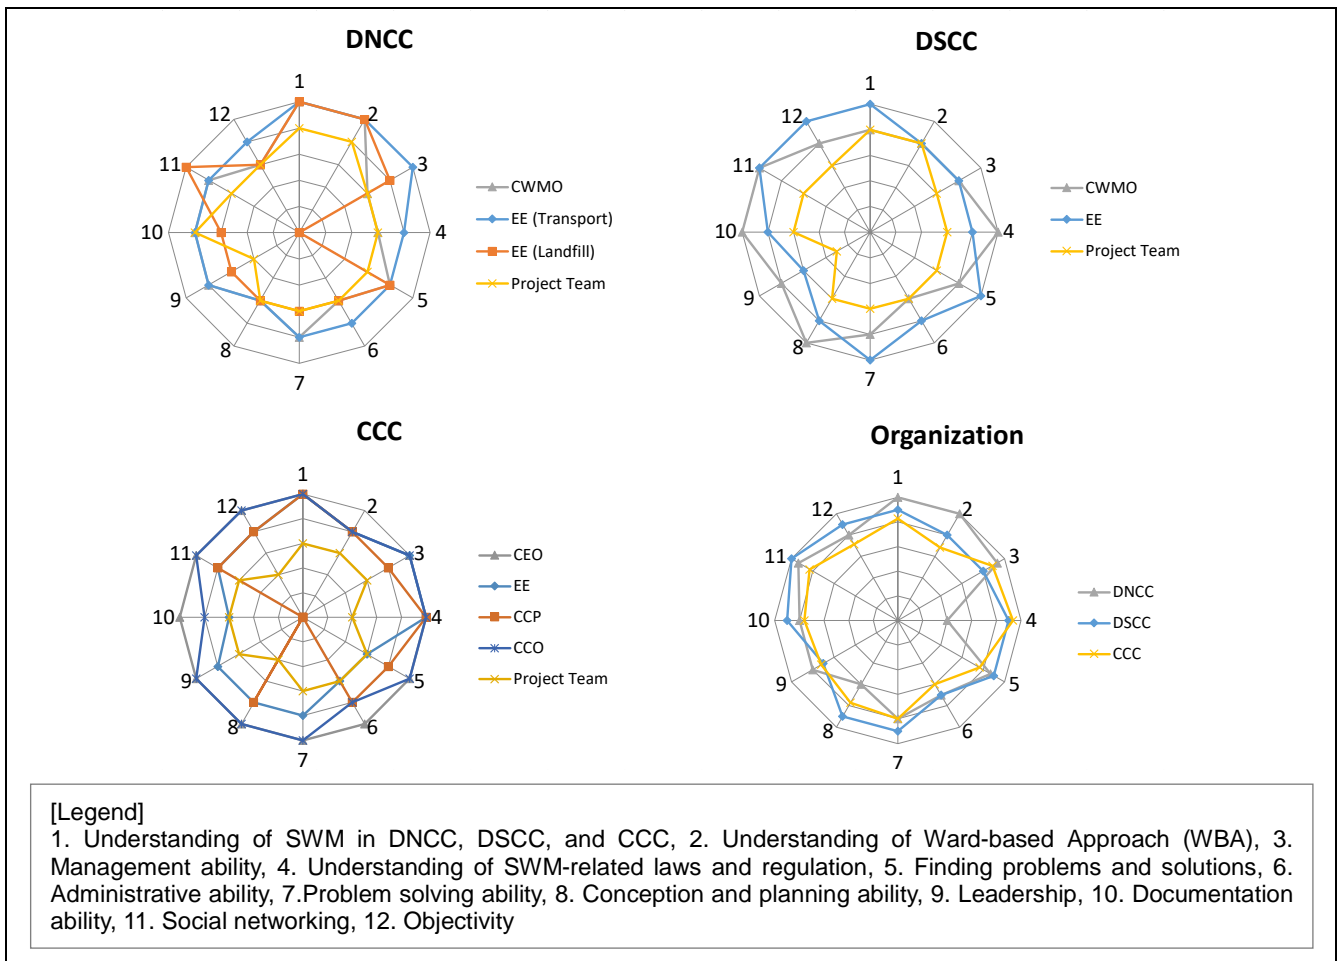 DNCC
1
2
3
4
5
6
7
8
9
10
11
12
CWMO
EE (Transport)
EE (Landfill)
Project Team
DSCC
1
2
3
4
5
6
7
8
9
10
11
12
CWMO
EE
Project Team
CCC
1
2
3
4
5
6
7
8
9
10
11
12
CEO
EE
CCP
CCO
Project Team
Organization
1
2
3
4
5
6
7
8
9
10
11
12
DNCC
DSCC
CCC
[Legend]
1. Understanding of SWM in DNCC, DSCC, and CCC, 2. Understanding of Ward-based Approach (WBA), 3.
Management ability, 4. Understanding of SWM-related laws and regulation, 5. Finding problems and solutions, 6.
Administrative ability, 7.Problem solving ability, 8. Conception and planning ability, 9. Leadership, 10. Documentation
ability, 11. Social networking, 12. Objectivity